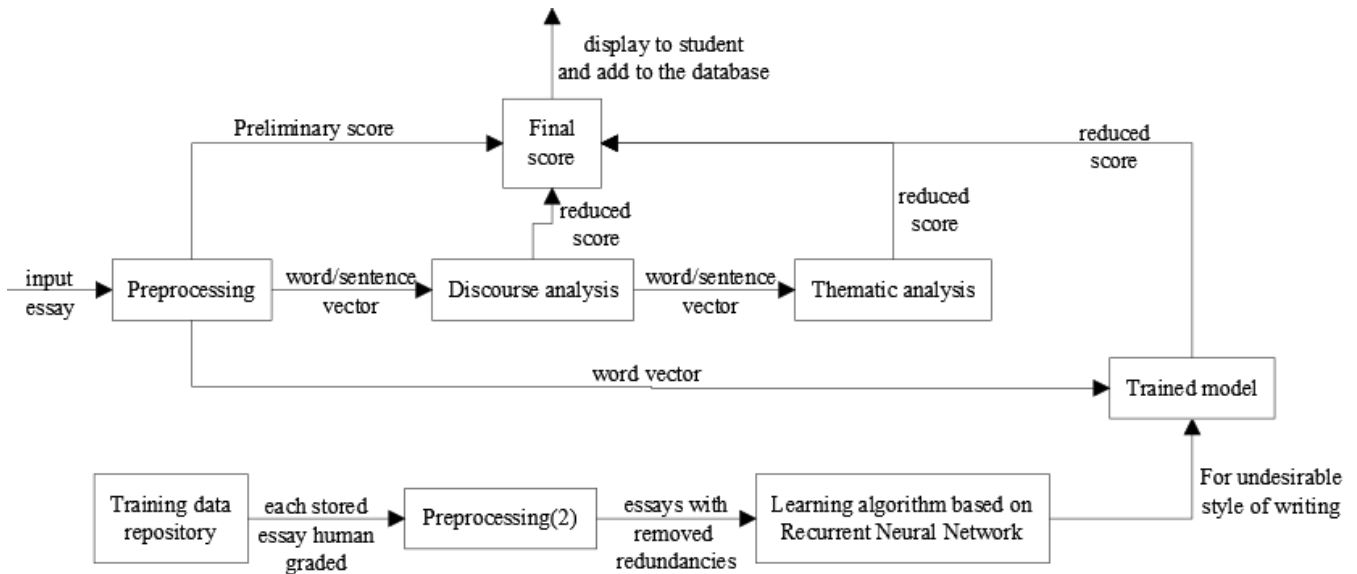 display to student
and add to the database
Preliminary score
Final
score
reduced
score
reduced
score
reduced
score
input
essay
Preprocessing
word/sentence
vector
Discourse analysis
word/sentence
vector
Thematic analysis
word vector
Trained model
Training data
repository
each stored
essay human
graded
Preprocessing(2)
essays with
removed
redundancies
Learning algorithm based on
Recurrent Neural Network
For undesirable
style of writing